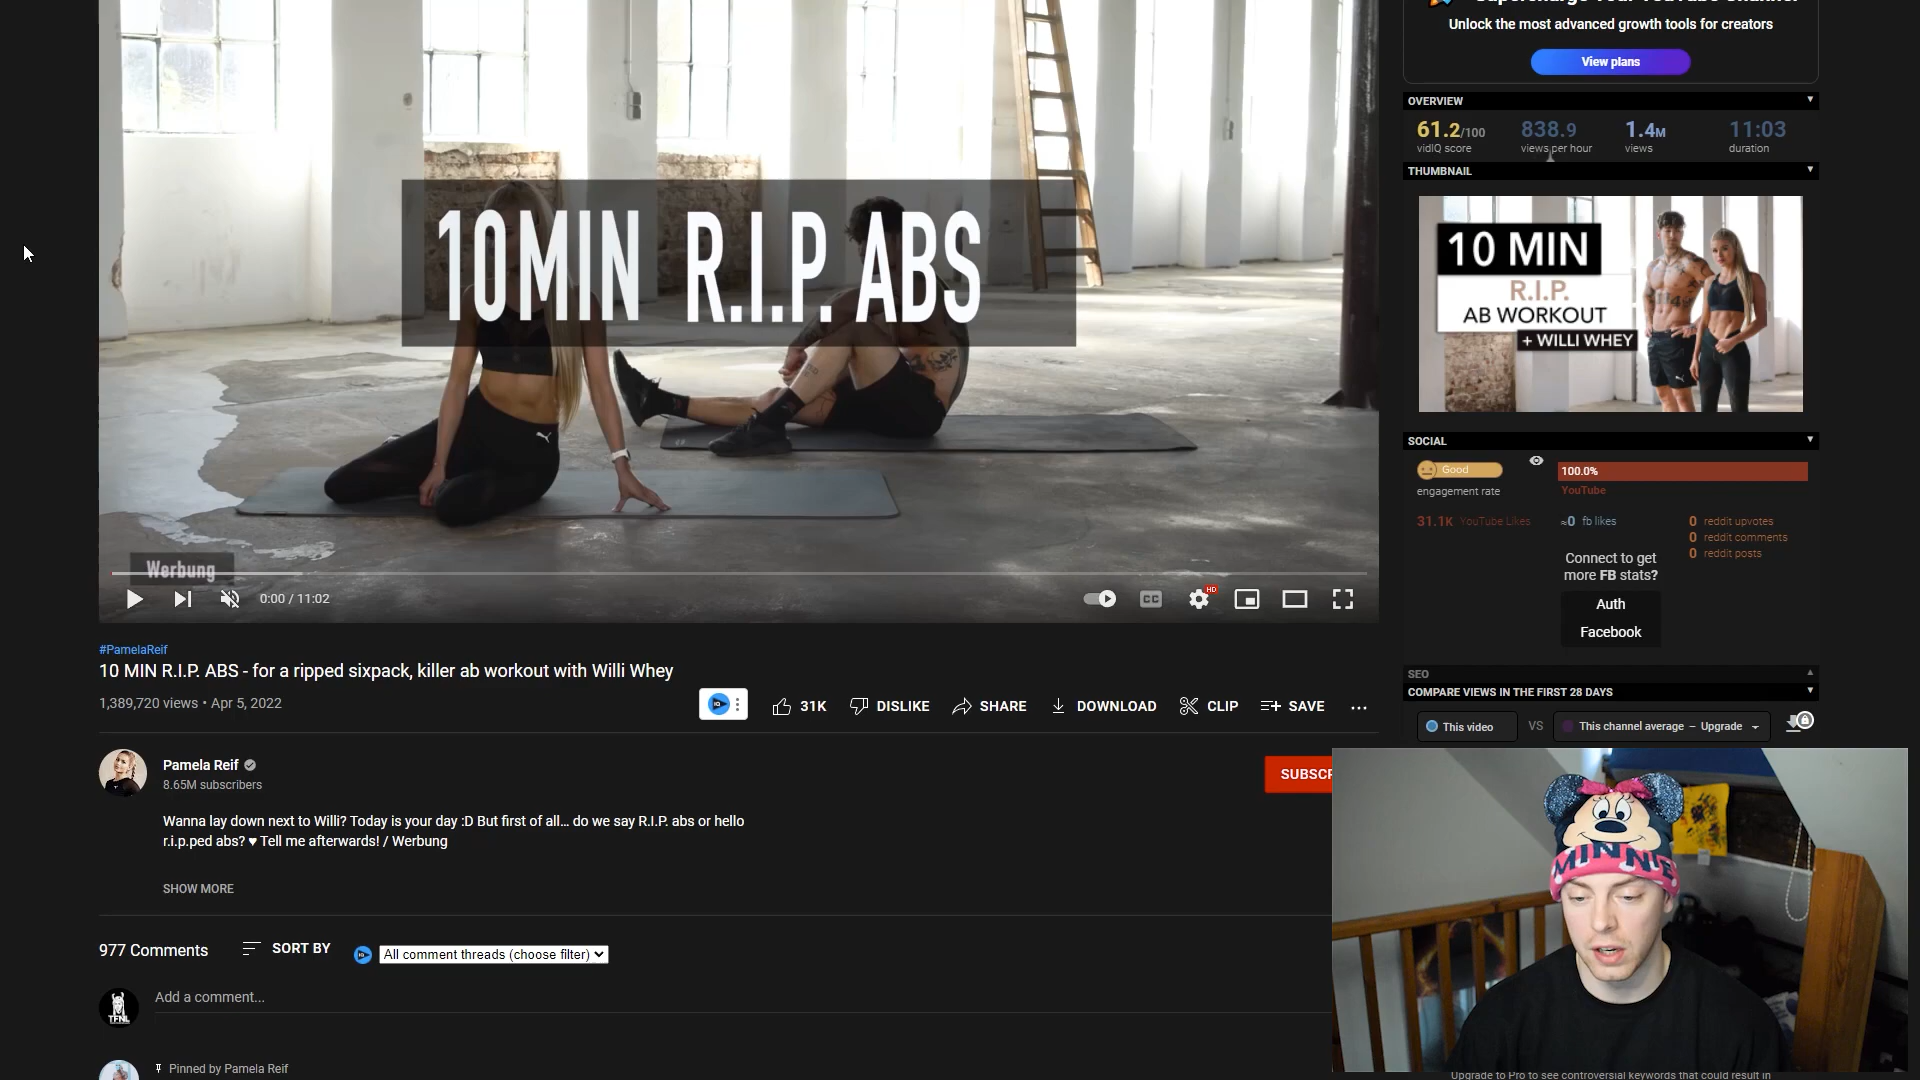 Unlock the most advanced growth tools for creators
View plans
OVERVIEW
61.2/100
838.9
1.4M
11:03
vidIQ score
views per hour
views
duration
THUMBNAIL
10 MIN
R.I.P.
AB WORKOUT
+ WILLI WHEY
SOCIAL
Good
100.0%
engagement rate
YouTube
31.1K YouTube Likes
≈0 fb likes
0 reddit upvotes
0 reddit comments
0 reddit posts
Connect to get
more FB stats?
Auth
Facebook
SEO
COMPARE VIEWS IN THE FIRST 28 DAYS
This video
VS
This channel average – Upgrade
10MIN R.I.P. ABS
Werbung
0:00 / 11:02
CC
HD
#PamelaReif
10 MIN R.I.P. ABS - for a ripped sixpack, killer ab workout with Willi Whey
1,389,720 views • Apr 5, 2022
31K
DISLIKE
SHARE
DOWNLOAD
CLIP
SAVE
Pamela Reif
8.65M subscribers
SUBSCR
Wanna lay down next to Willi? Today is your day :D But first of all... do we say R.I.P. abs or hello
r.i.p.ped abs? ♥ Tell me afterwards! / Werbung
SHOW MORE
977 Comments
SORT BY
All comment threads (choose filter)
TFNL
Add a comment...
Pinned by Pamela Reif
MINNIE
Upgrade to Pro to see controversial keywords that could result in